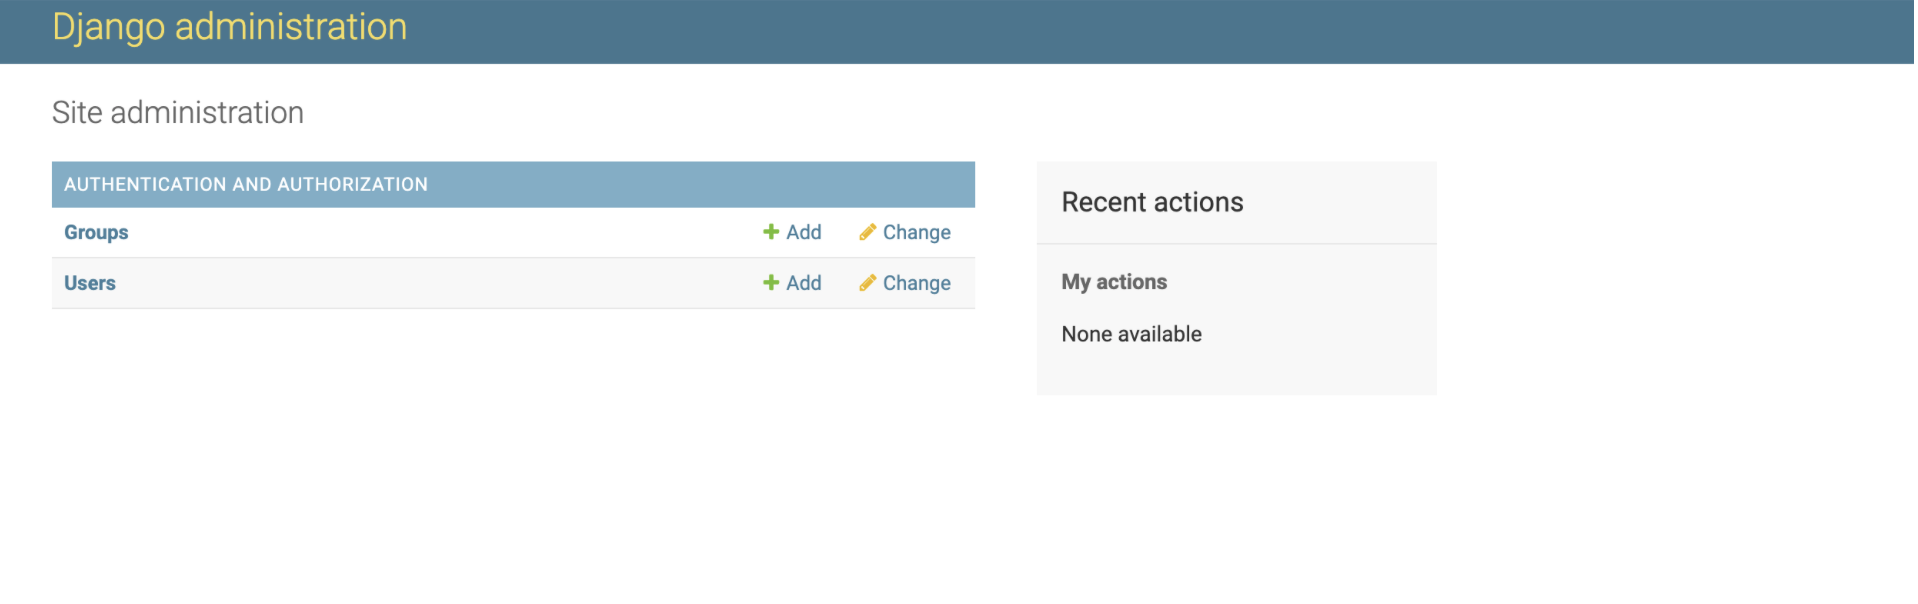 Django administration
Site administration
AUTHENTICATION AND AUTHORIZATION
Groups Add Change
Users Add Change
Recent actions
My actions
None available